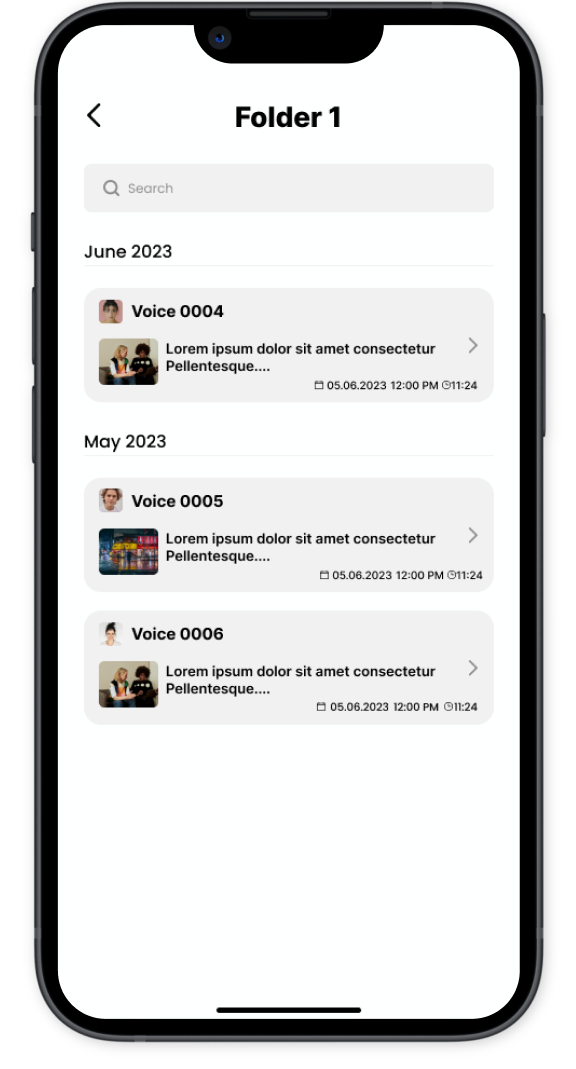 Folder 1
Search
June 2023
Voice 0004
Lorem ipsum dolor sit amet consectetur
Pellentesque....
05.06.2023 12:00 PM 11:24
May 2023
Voice 0005
Lorem ipsum dolor sit amet consectetur
Pellentesque....
05.06.2023 12:00 PM 11:24
Voice 0006
Lorem ipsum dolor sit amet consectetur
Pellentesque....
05.06.2023 12:00 PM 11:24